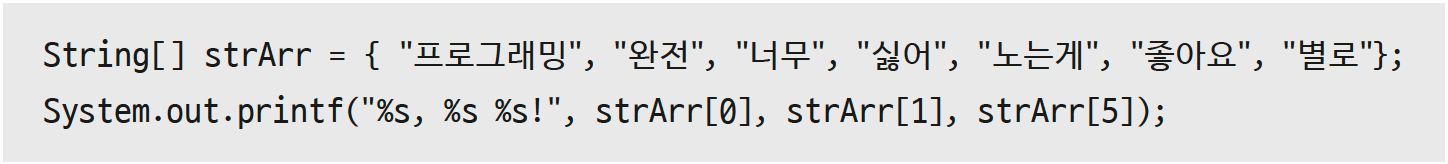 String[] strArr = { "프로그래밍", "완전", "너무", "싫어", "노는게", "좋아요", "별로"};
System.out.printf("%s, %s %s!", strArr[0], strArr[1], strArr[5]);